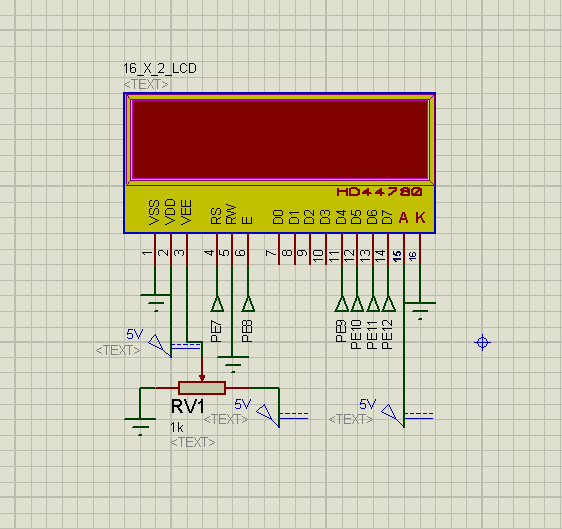 16_X_2_LCD
<TEXT>
HD44780
VSS VDD VEE RS RW E D0 D1 D2 D3 D4 D5 D6 D7 A K
1 2 3 4 5 6 7 8 9 10 11 12 13 14 15 16
PE7 PE8 PE9 PE10 PE11 PE12
5V
<TEXT>
RV1
1k
<TEXT>
5V
<TEXT>
5V
<TEXT>